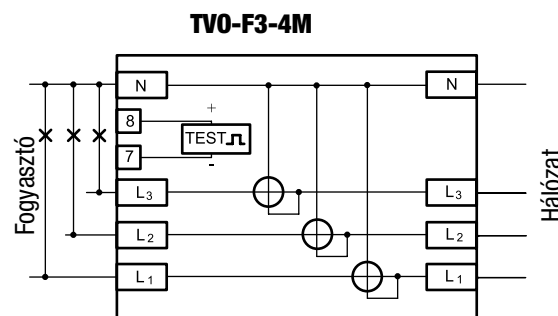 TVO-F3-4M
N N
8
+
TEST
7
-
L3 L3
L2 L2
L1 L1
Fogyasztó
Hálózat